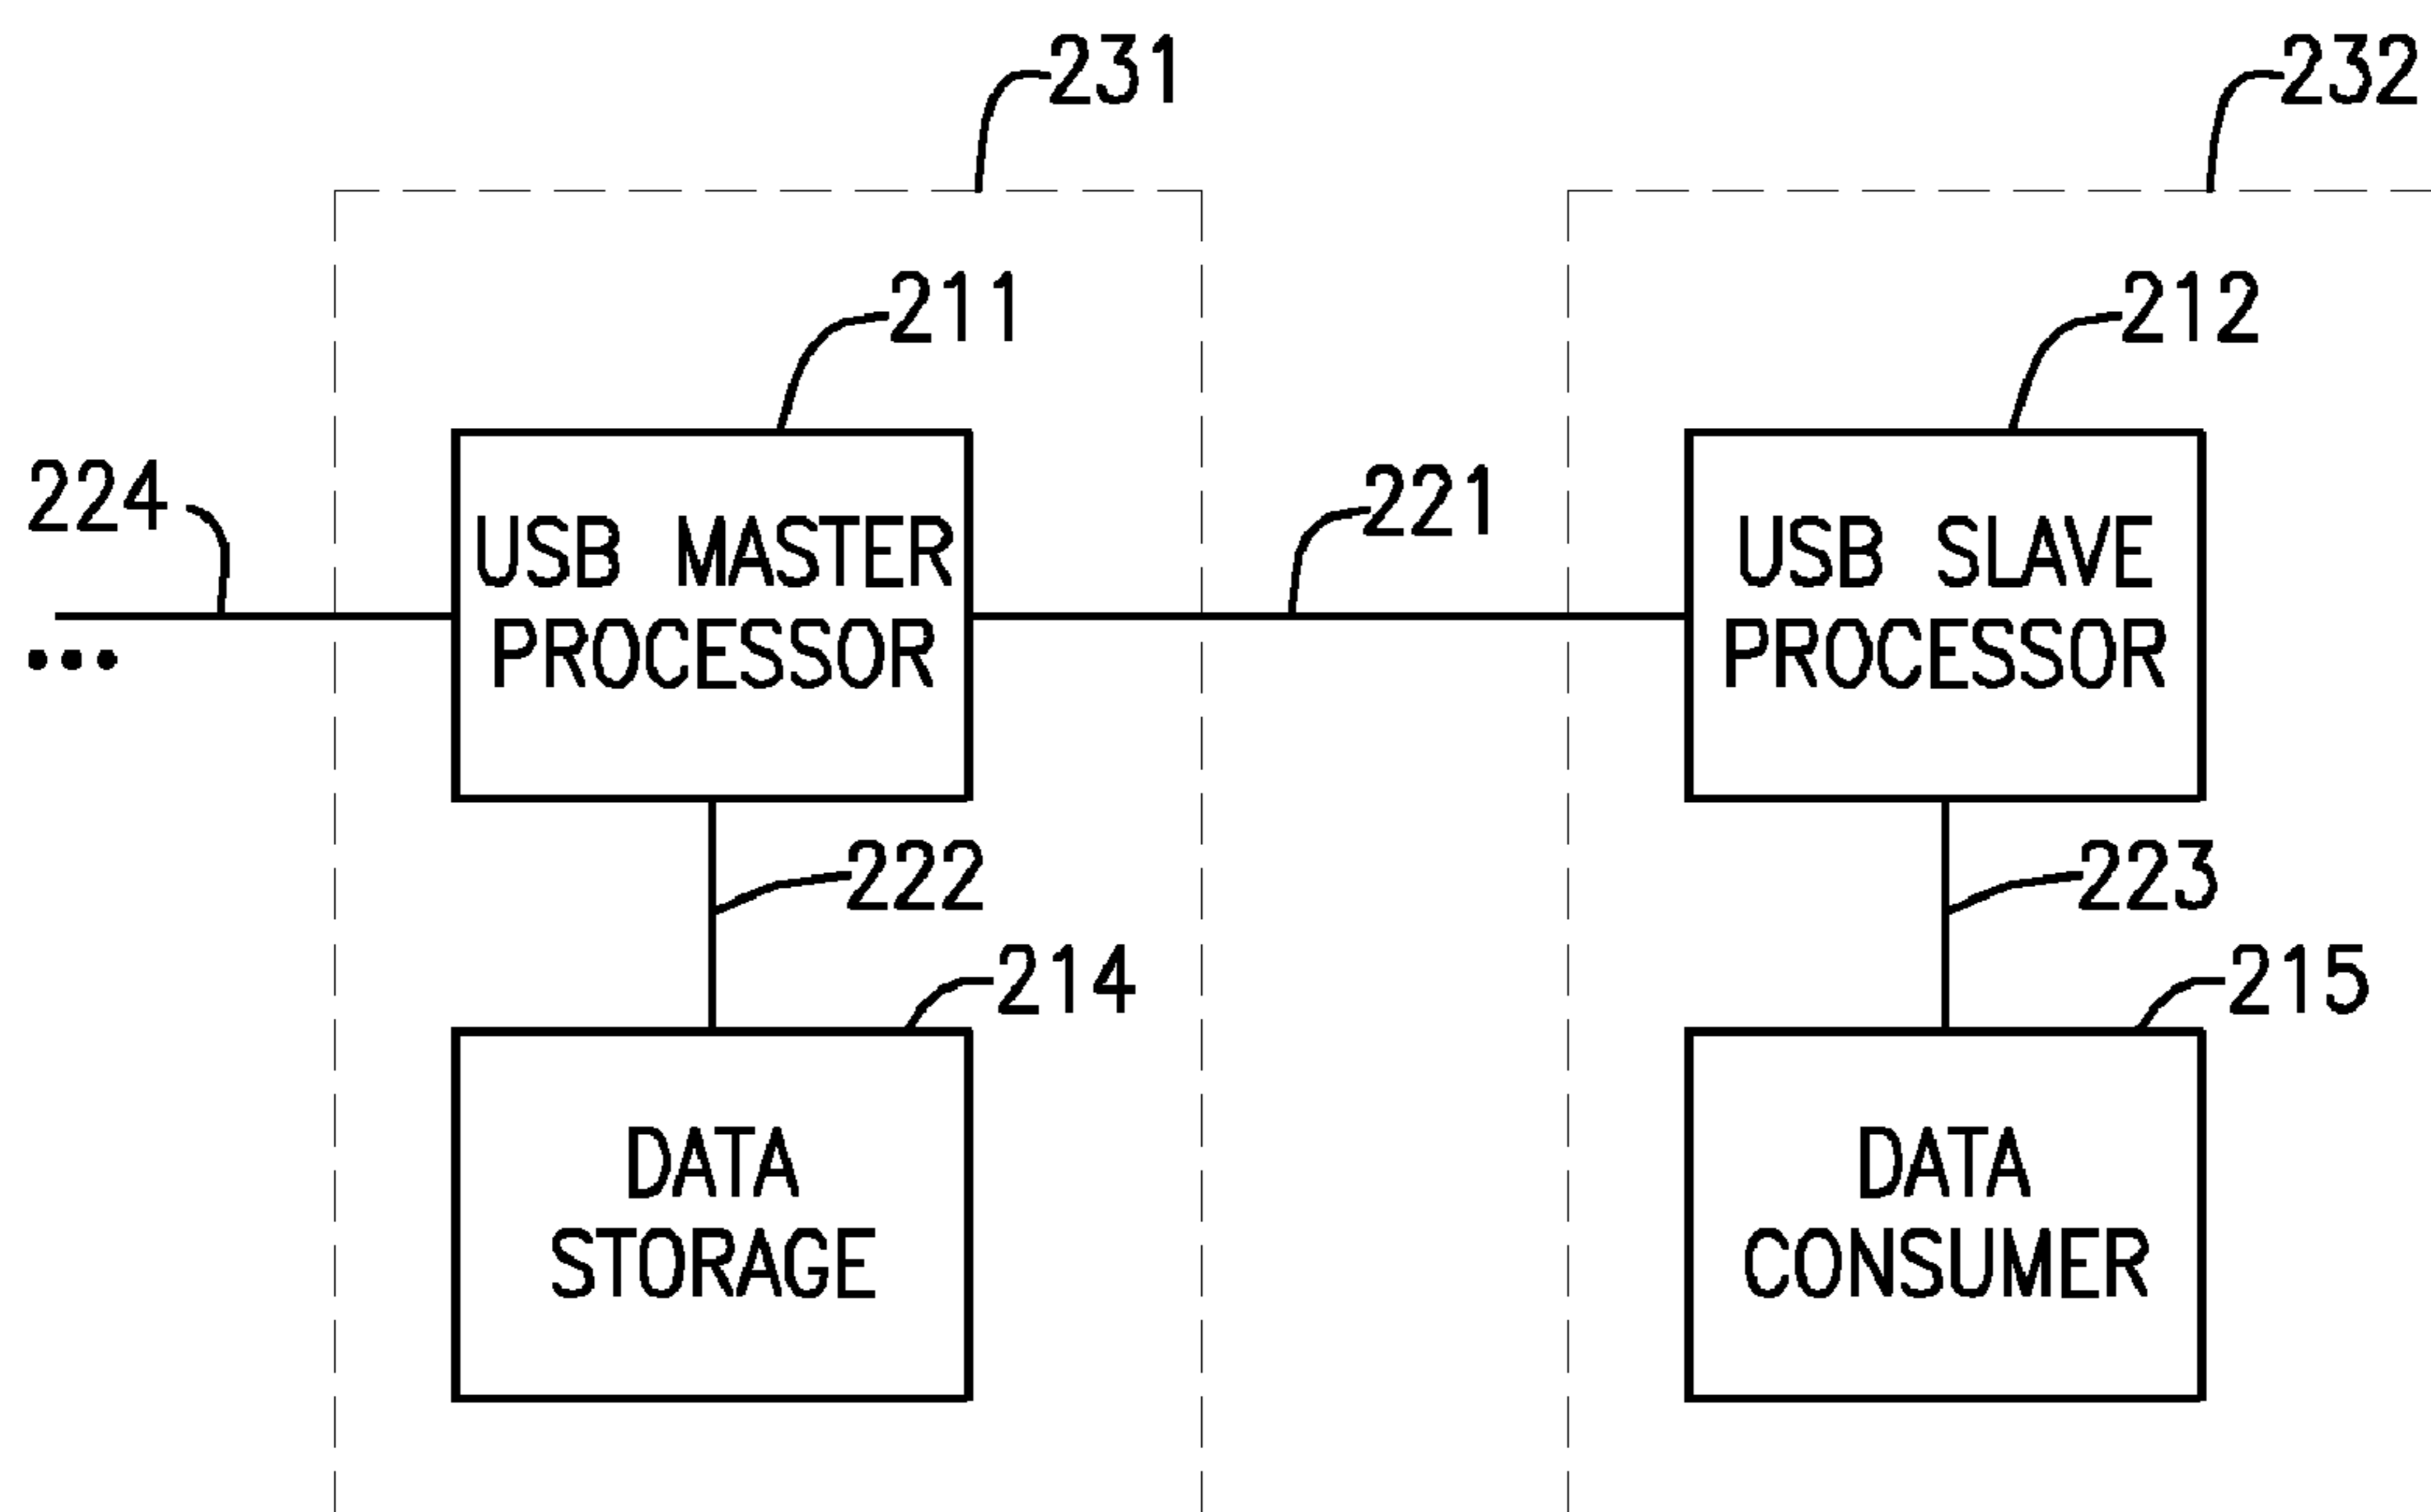 231
232
211
212
224
221
USB MASTER
PROCESSOR
USB SLAVE
PROCESSOR
•••
222
223
214
215
DATA
STORAGE
DATA
CONSUMER